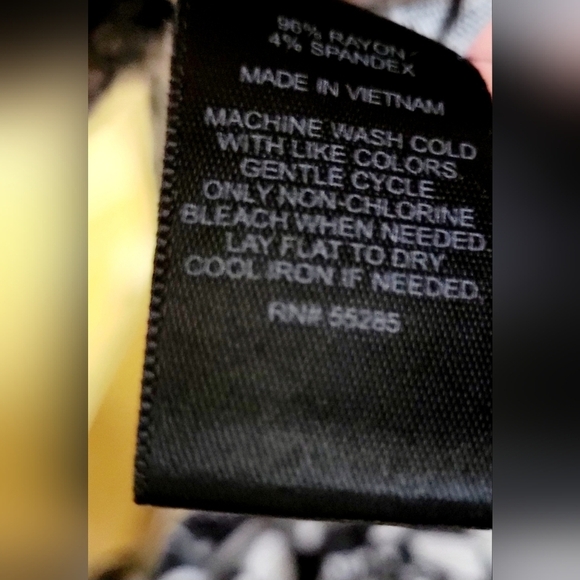 96% RAYON
4% SPANDEX
MADE IN VIETNAM
MACHINE WASH COLD
WITH LIKE COLORS.
GENTLE CYCLE.
ONLY NON-CHLORINE
BLEACH WHEN NEEDED.
LAY FLAT TO DRY.
COOL IRON IF NEEDED.
RN# 55285